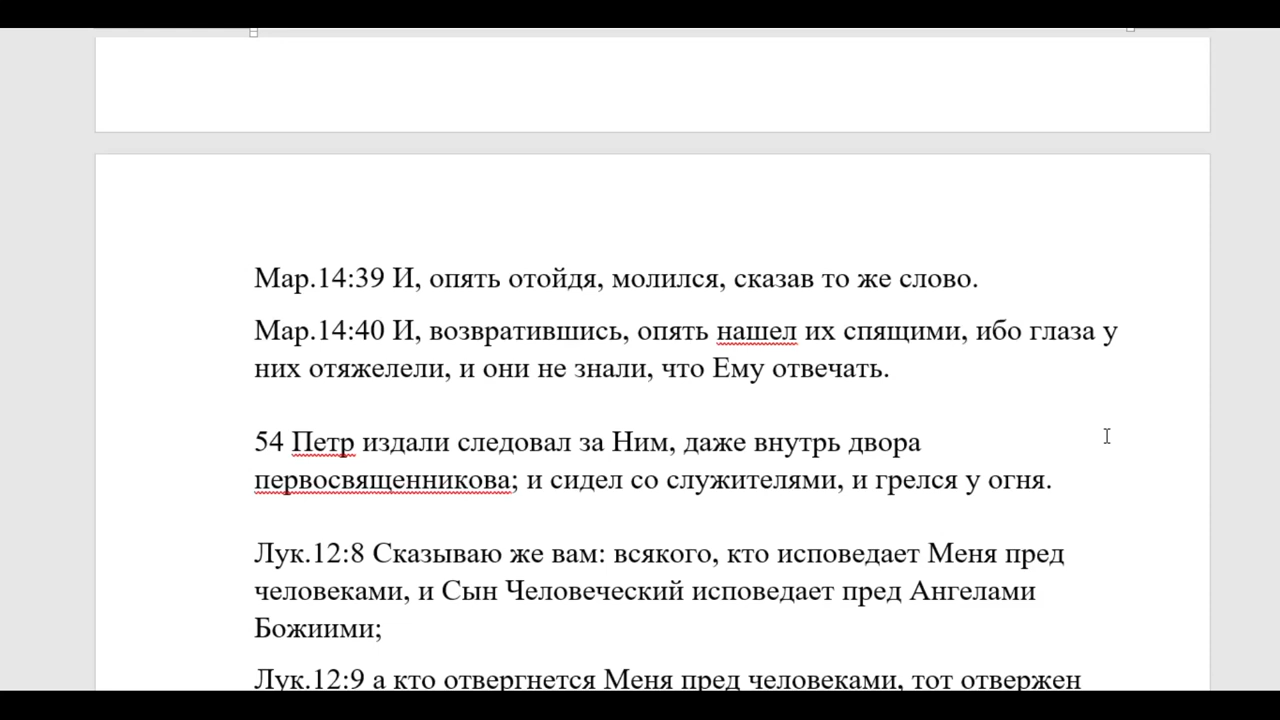 Мар.14:39 И, опять отойдя, молился, сказав то же слово.
Мар.14:40 И, возвратившись, опять нашел их спящими, ибо глаза у
них отяжелели, и они не знали, что Ему отвечать.
54 Петр издали следовал за Ним, даже внутрь двора
первосвященникова; и сидел со служителями, и грелся у огня.
Лук.12:8 Сказываю же вам: всякого, кто исповедает Меня пред
человеками, и Сын Человеческий исповедает пред Ангелами
Божиими;
Лук.12:9 а кто отвергнется Меня пред человеками, тот отвержен